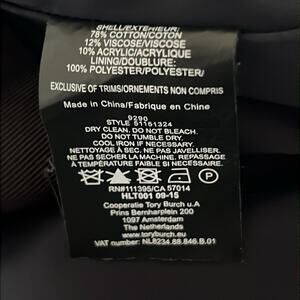 SHELL/EXTERIEUR:
78% COTTON/COTON
12% VISCOSE/VISCOSE
10% ACRYLIC/ACRYLIQUE
LINING/DOUBLURE:
100% POLYESTER/POLYESTER/
EXCLUSIVE OF TRIMS/ORNEMENTS NON COMPRIS
Made in China/Fabrique en Chine
9290
STYLE 51151324
DRY CLEAN. DO NOT BLEACH.
DO NOT TUMBLE DRY.
COOL IRON IF NECESSARY.
NETTOYAGE À SEC. NE PAS JAVELLISER.
NE PAS SÉCHER LA MACHINE. REPASSAGE
À TEMPÉRATURE FAIBLE SI NÉCESSAIRE.
P
RN#111395/CA 57014
HLT001 09-15
Cooperatie Tory Burch u.A
Prins Bernhardplein 200
1097 Amsterdam
The Netherlands
www.toryburch.com
VAT number: NL8234.88.846.B.01